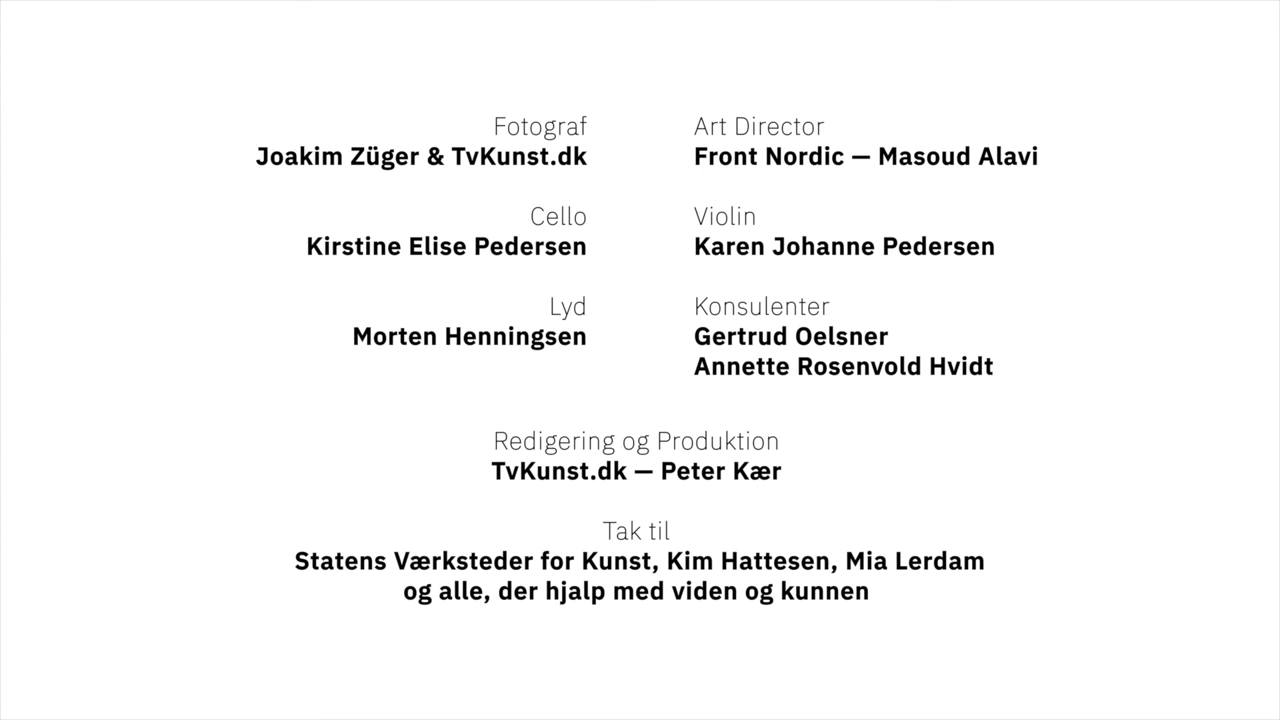 Fotograf
Joakim Züger & TvKunst.dk
Art Director
Front Nordic — Masoud Alavi
Cello
Kirstine Elise Pedersen
Violin
Karen Johanne Pedersen
Lyd
Morten Henningsen
Konsulenter
Gertrud Oelsner
Annette Rosenvold Hvidt
Redigering og Produktion
TvKunst.dk — Peter Kær
Tak til
Statens Værksteder for Kunst, Kim Hattesen, Mia Lerdam
og alle, der hjalp med viden og kunnen